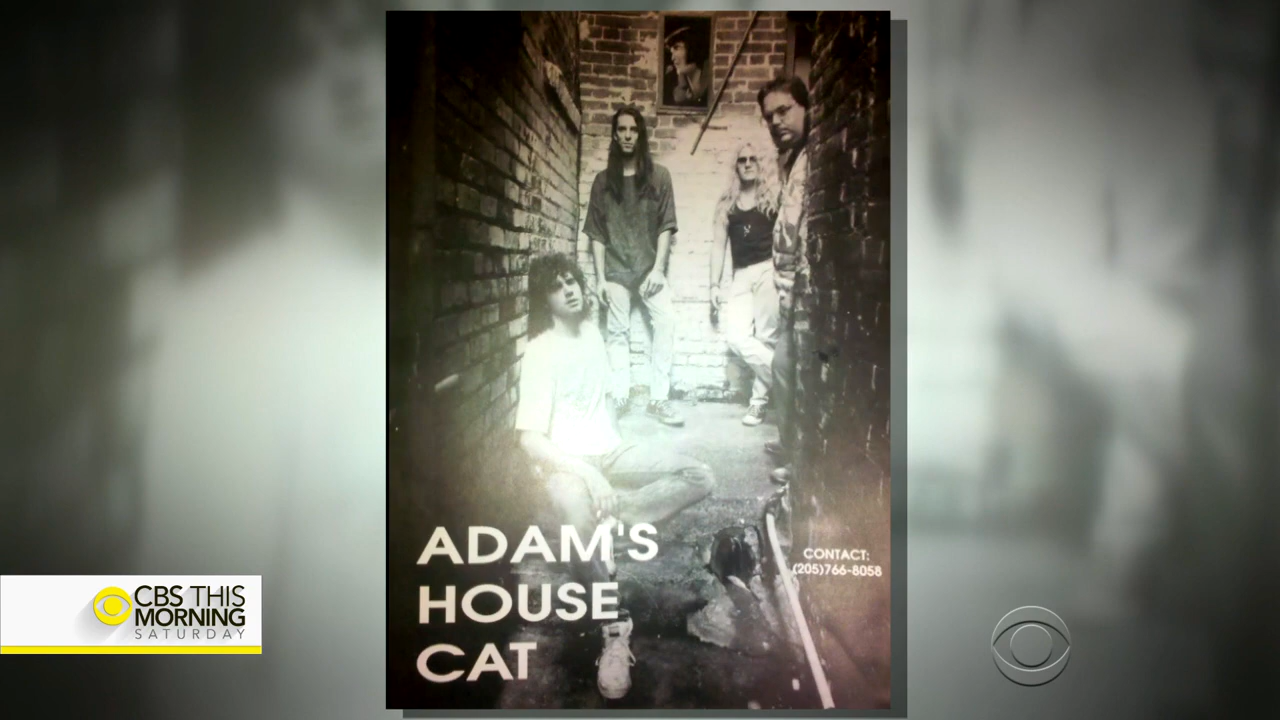 ADAM'S
HOUSE
CAT
CONTACT:
(205)766-8058
CBS THIS
MORNING
SATURDAY